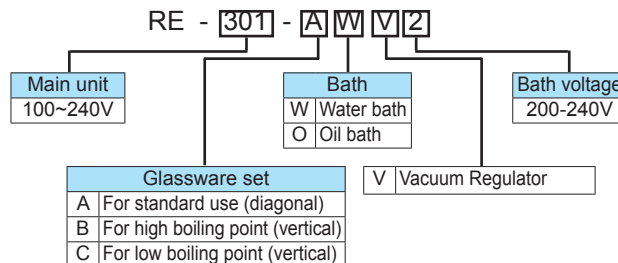 RE - 301 - A W V 2
Main unit
100~240V
Bath
W Water bath
O Oil bath
Bath voltage
200-240V
Glassware set
A For standard use (diagonal)
B For high boiling point (vertical)
C For low boiling point (vertical)
V Vacuum Regulator